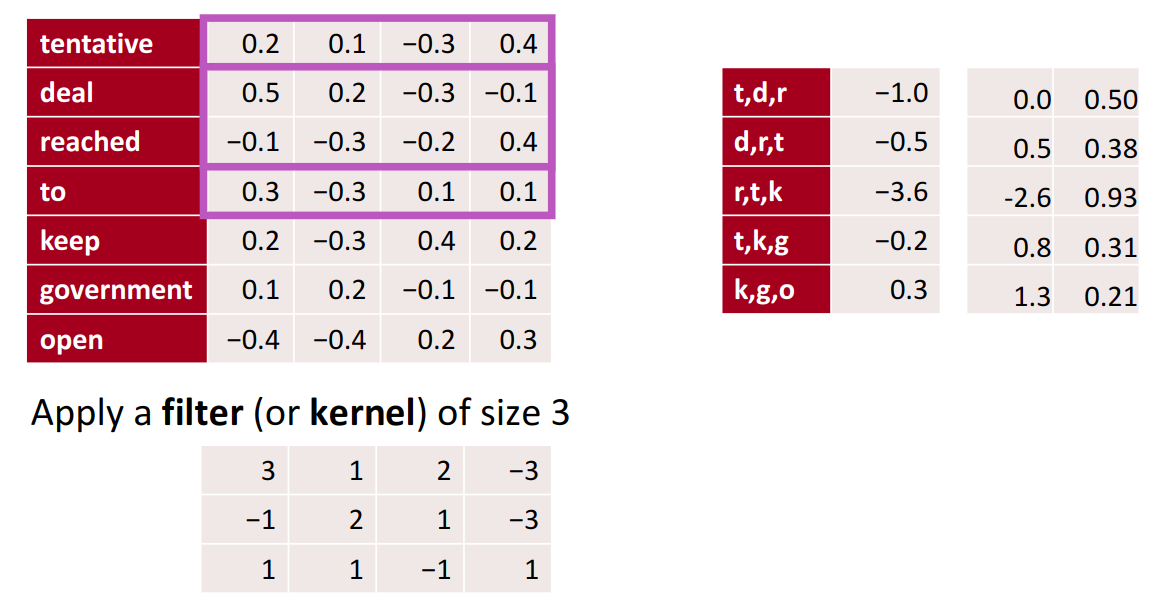 tentative 0.2 0.1 −0.3 0.4
deal 0.5 0.2 −0.3 −0.1
reached −0.1 −0.3 −0.2 0.4
to 0.3 −0.3 0.1 0.1
keep 0.2 −0.3 0.4 0.2
government 0.1 0.2 −0.1 −0.1
open −0.4 −0.4 0.2 0.3
t,d,r −1.0 0.0 0.50
d,r,t −0.5 0.5 0.38
r,t,k −3.6 -2.6 0.93
t,k,g −0.2 0.8 0.31
k,g,o 0.3 1.3 0.21
Apply a filter (or kernel) of size 3
3 1 2 −3
−1 2 1 −3
1 1 −1 1